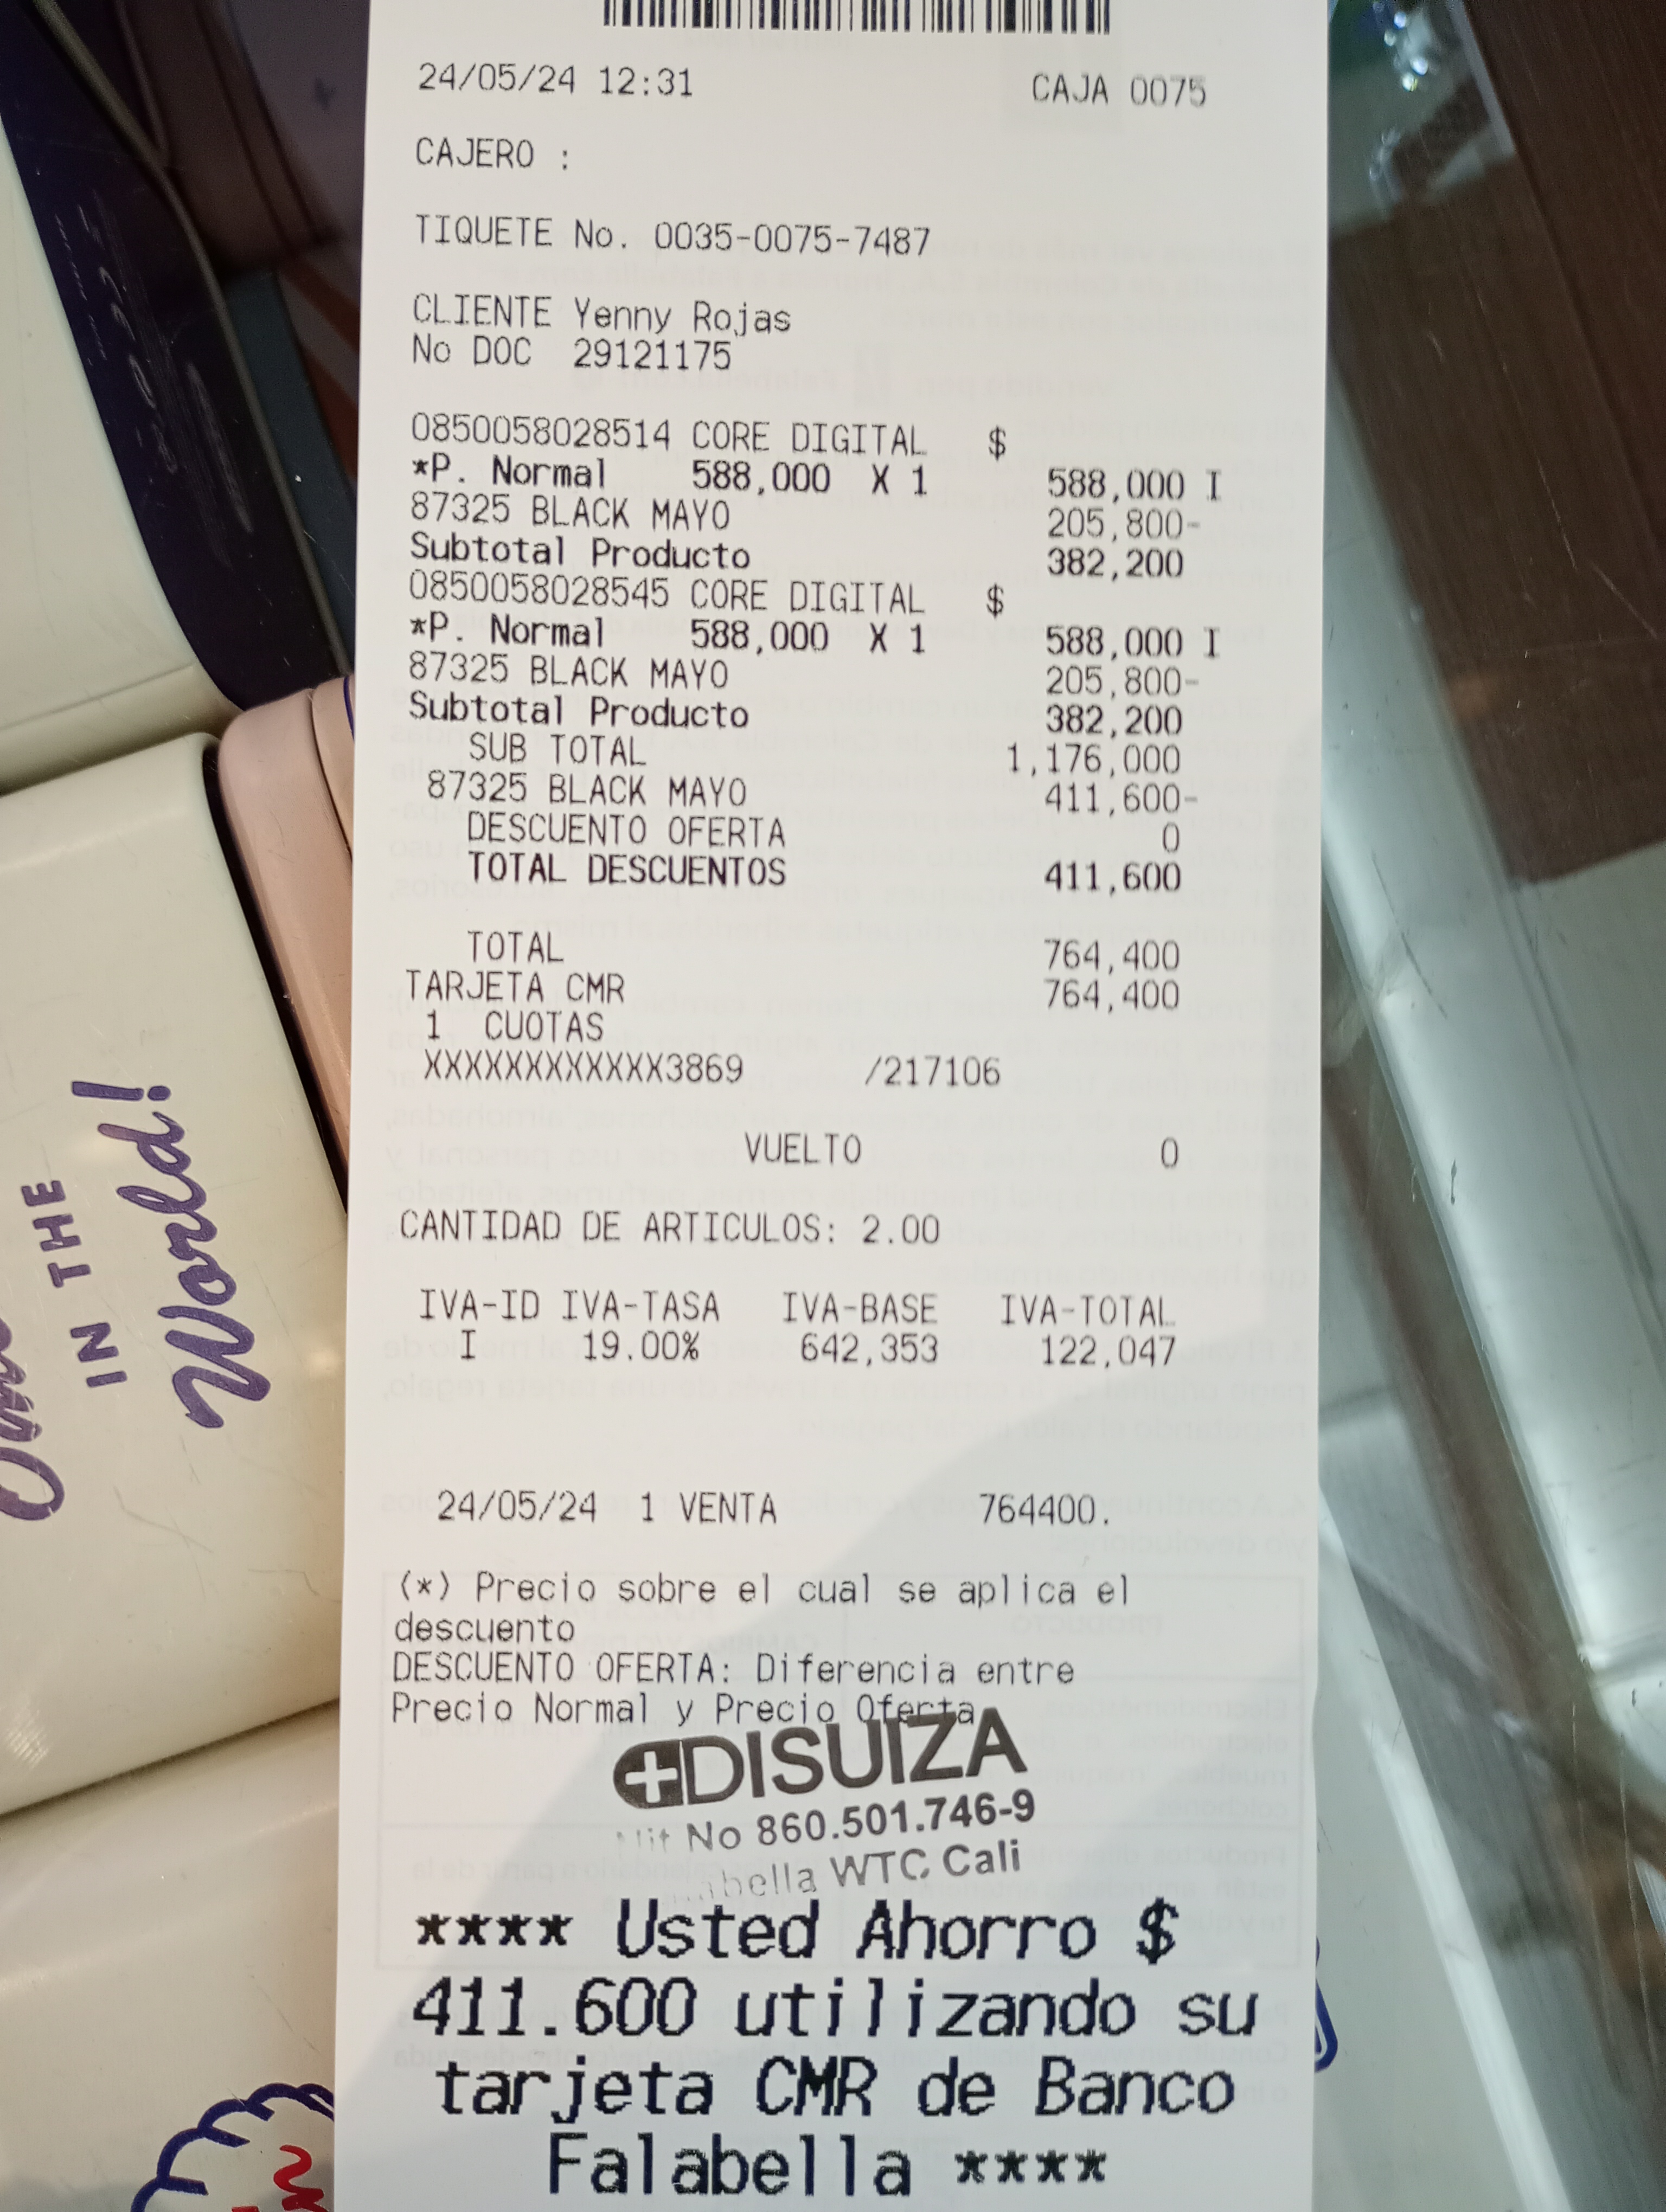 24/05/24 12:31 CAJA 0075
CAJERO :
TIQUETE No. 0035-0075-7487
CLIENTE Yenny Rojas
No DOC 29121175
0850058028514 CORE DIGITAL $
*P. Normal 588,000 X 1 588,000 I
87325 BLACK MAYO 205,800-
Subtotal Producto 382,200
0850058028545 CORE DIGITAL $
*P. Normal 588,000 X 1 588,000 I
87325 BLACK MAYO 205,800-
Subtotal Producto 382,200
SUB TOTAL 1,176,000
87325 BLACK MAYO 411,600-
DESCUENTO OFERTA 0
TOTAL DESCUENTOS 411,600
TOTAL 764,400
TARJETA CMR 764,400
1 CUOTAS
XXXXXXXXXXXX3869 /217106
VUELTO 0
CANTIDAD DE ARTICULOS: 2.00
IVA-ID IVA-TASA IVA-BASE IVA-TOTAL
I 19.00% 642,353 122,047
24/05/24 1 VENTA 764400.
(*) Precio sobre el cual se aplica el
descuento
DESCUENTO OFERTA: Diferencia entre
Precio Normal y Precio Oferta
DISUIZA
Nit No 860.501.746-9
WTC Cali
**** Usted Ahorro $
411.600 utilizando su
tarjeta CMR de Banco
Falabella ****
IN THE
World!